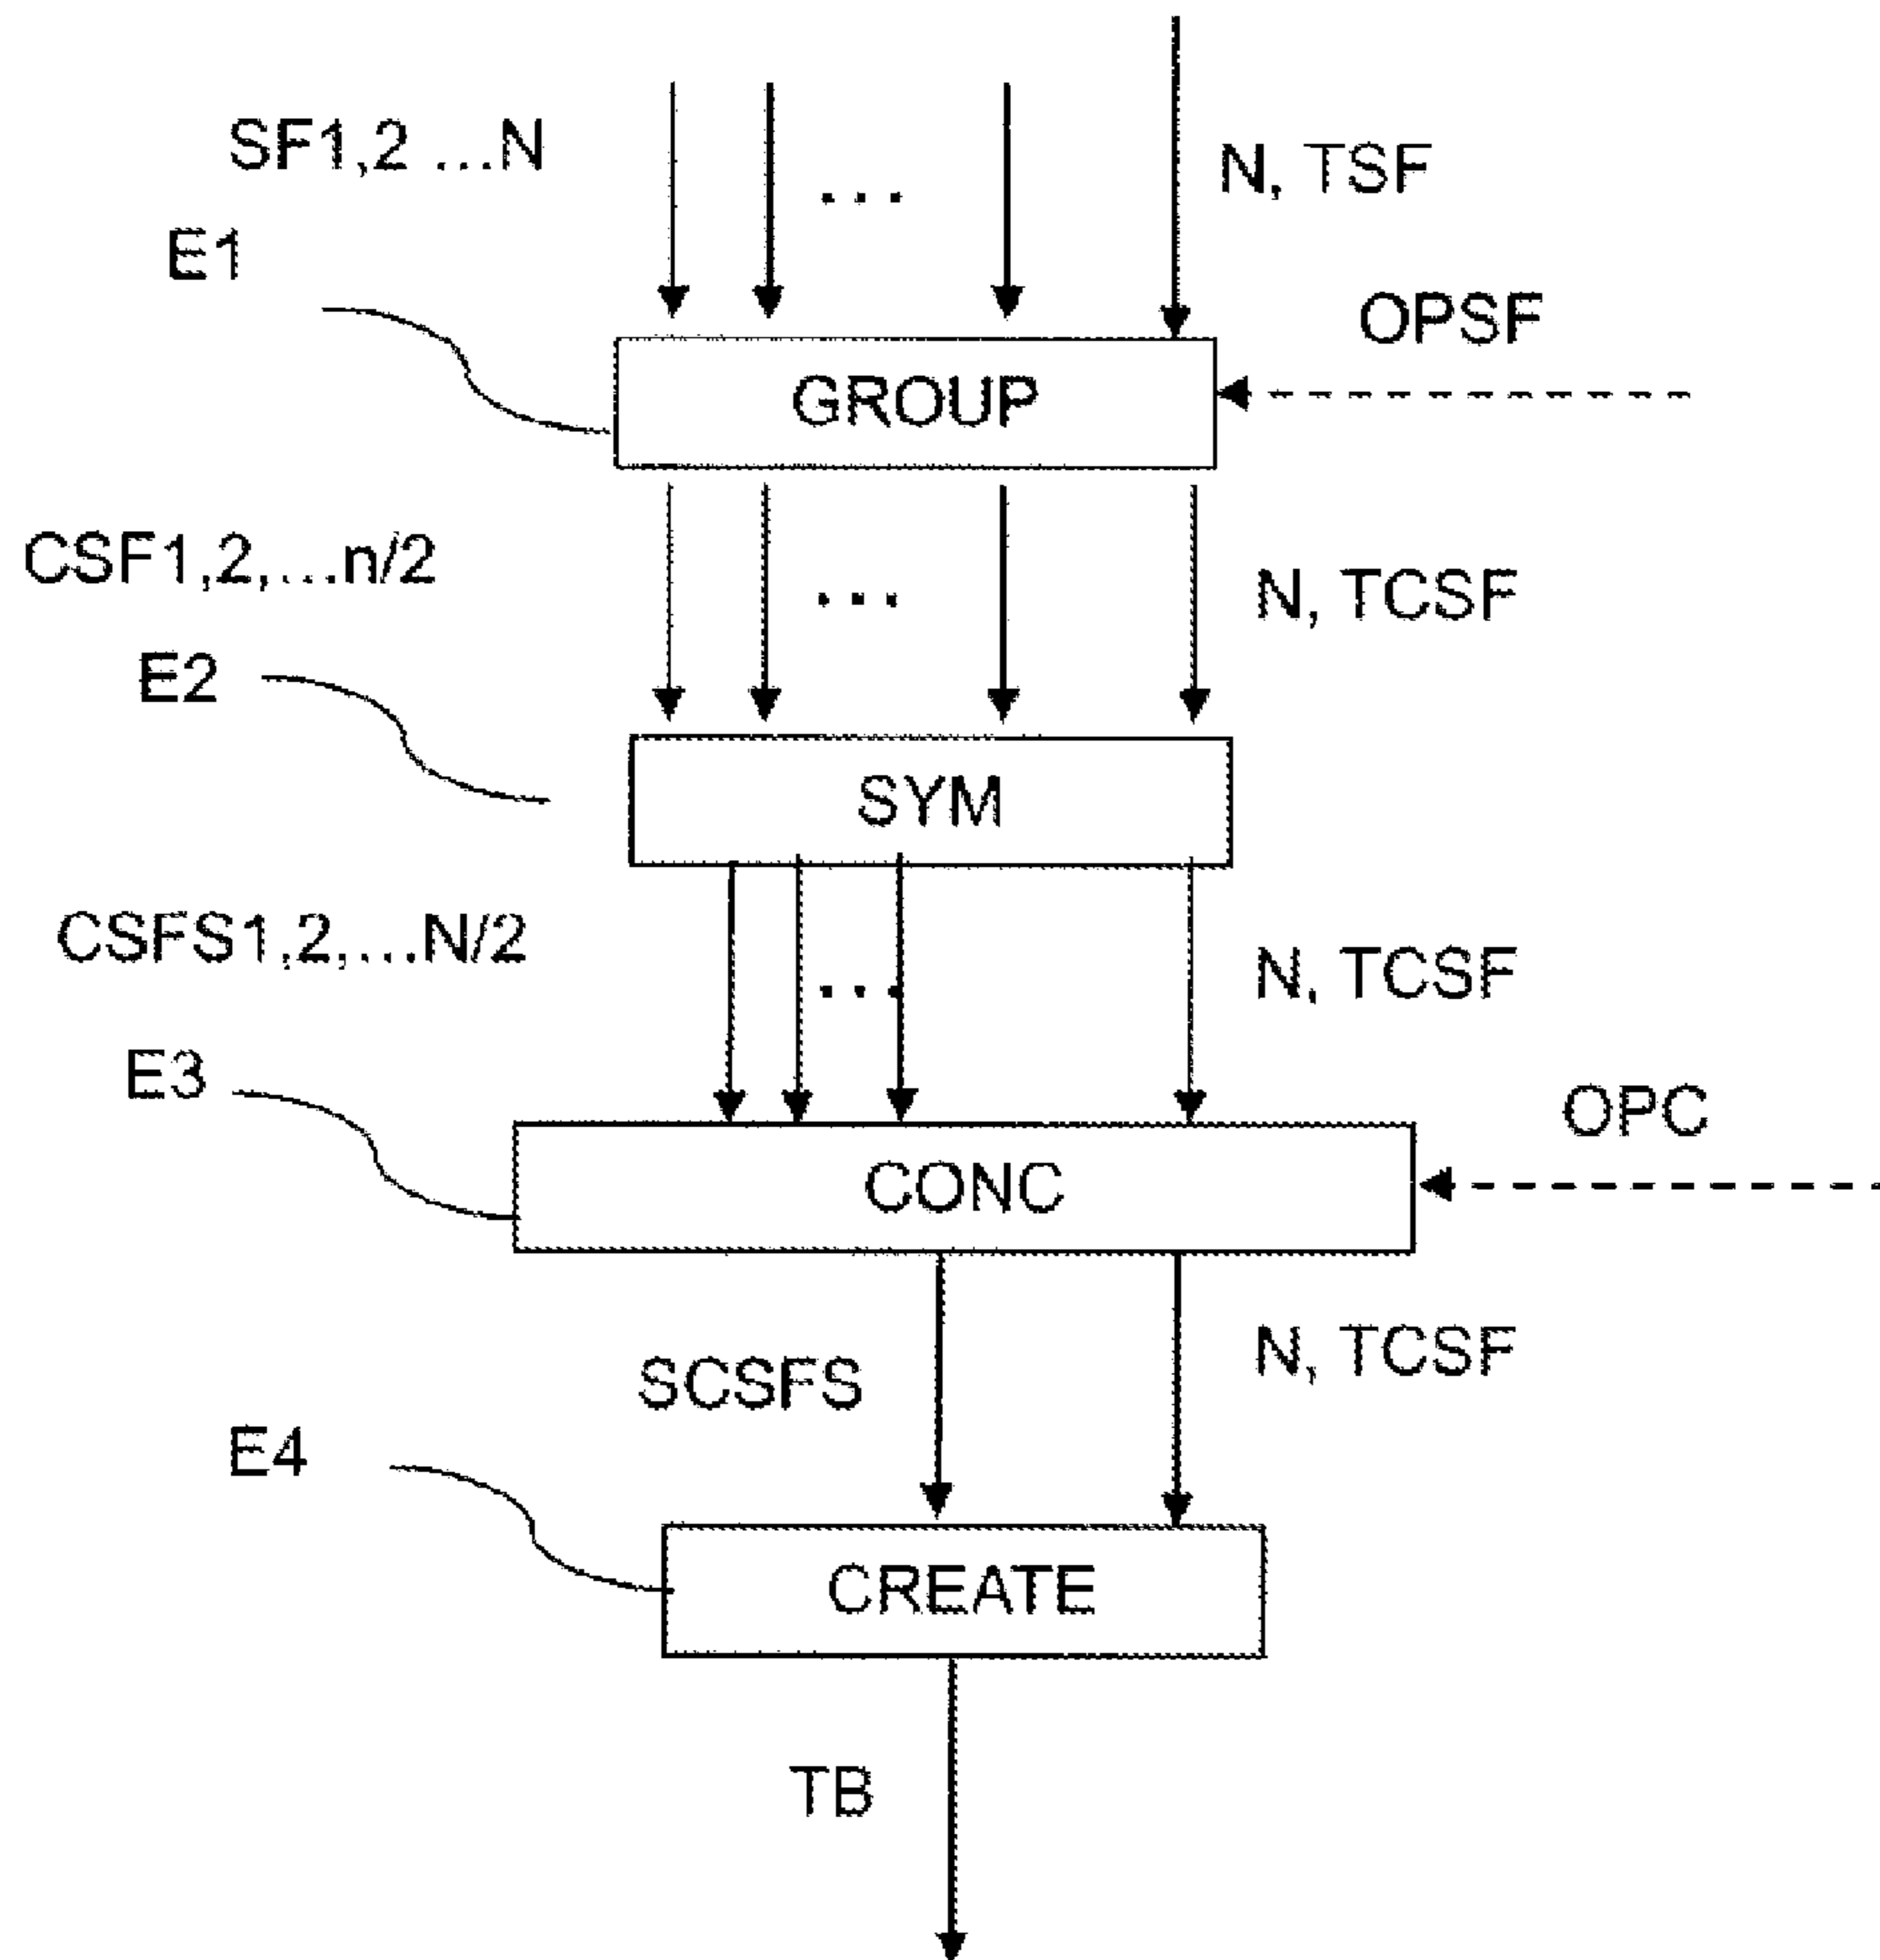 SF1,2 ...N
N, TSF
E1
OPSF
GROUP
CSF1,2,...n/2
N, TCSF
E2
SYM
CSFS1,2,...N/2
N, TCSF
E3
OPC
CONC
SCSFS
N, TCSF
E4
CREATE
TB